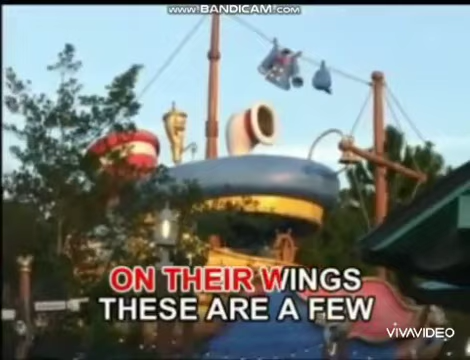 www.BANDICAM.com
ON THEIR WINGS
THESE ARE A FEW
VIVAVIDEO